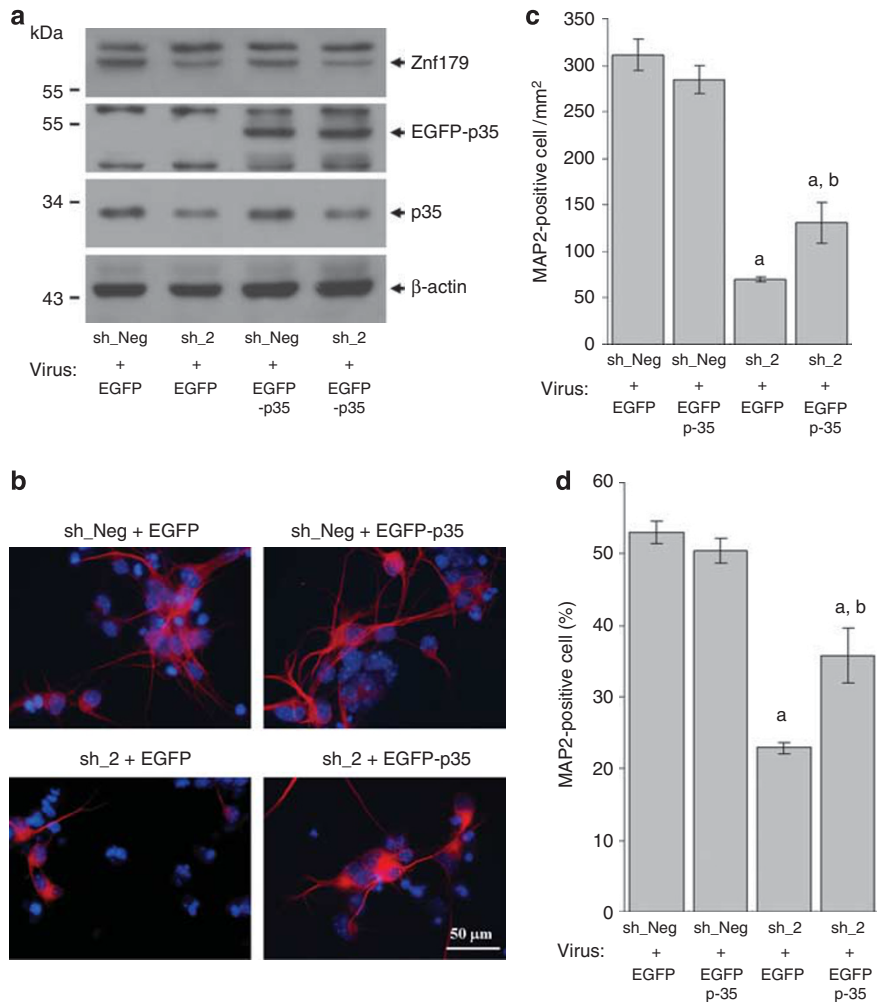 a
kDa
Znf179
55
55
EGFP-p35
34
p35
β-actin
43
sh_Neg sh_2 sh_Neg sh_2
Virus: + + + +
EGFP EGFP EGFP EGFP
-p35 -p35
b
sh_Neg + EGFP sh_Neg + EGFP-p35
sh_2 + EGFP sh_2 + EGFP-p35
50 µm
c
MAP2-positive cell /mm²
350
300
250
200
150
100
50
0
a
a, b
sh_Neg sh_Neg sh_2 sh_2
Virus: + + + +
EGFP EGFP EGFP EGFP
p-35 p-35
d
MAP2-positive cell (%)
60
50
40
30
20
10
0
a
a, b
sh_Neg sh_Neg sh_2 sh_2
Virus: + + + +
EGFP EGFP EGFP EGFP
p-35 p-35